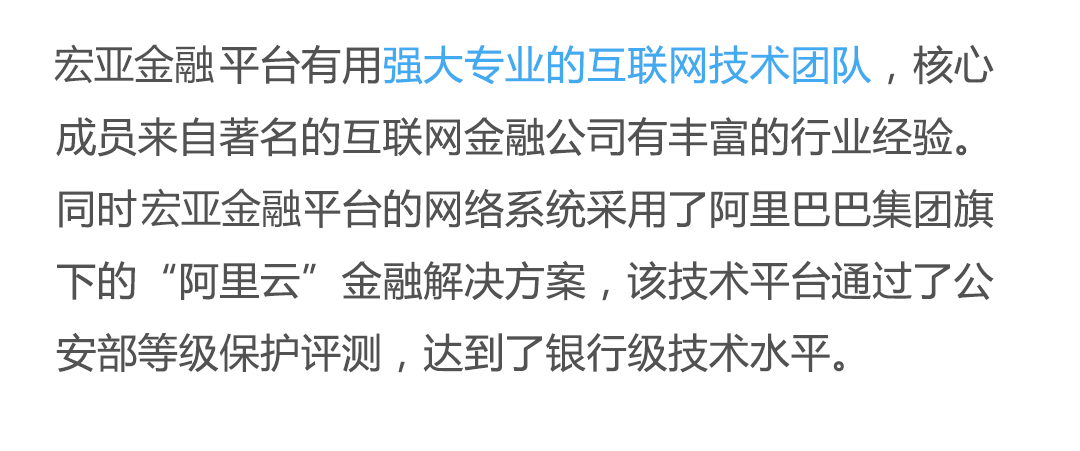 宏亚金融平台有用强大专业的互联网技术团队，核心
成员来自著名的互联网金融公司有丰富的行业经验。
同时宏亚金融平台的网络系统采用了阿里巴巴集团旗
下的“阿里云”金融解决方案，该技术平台通过了公
安部等级保护评测，达到了银行级技术水平。